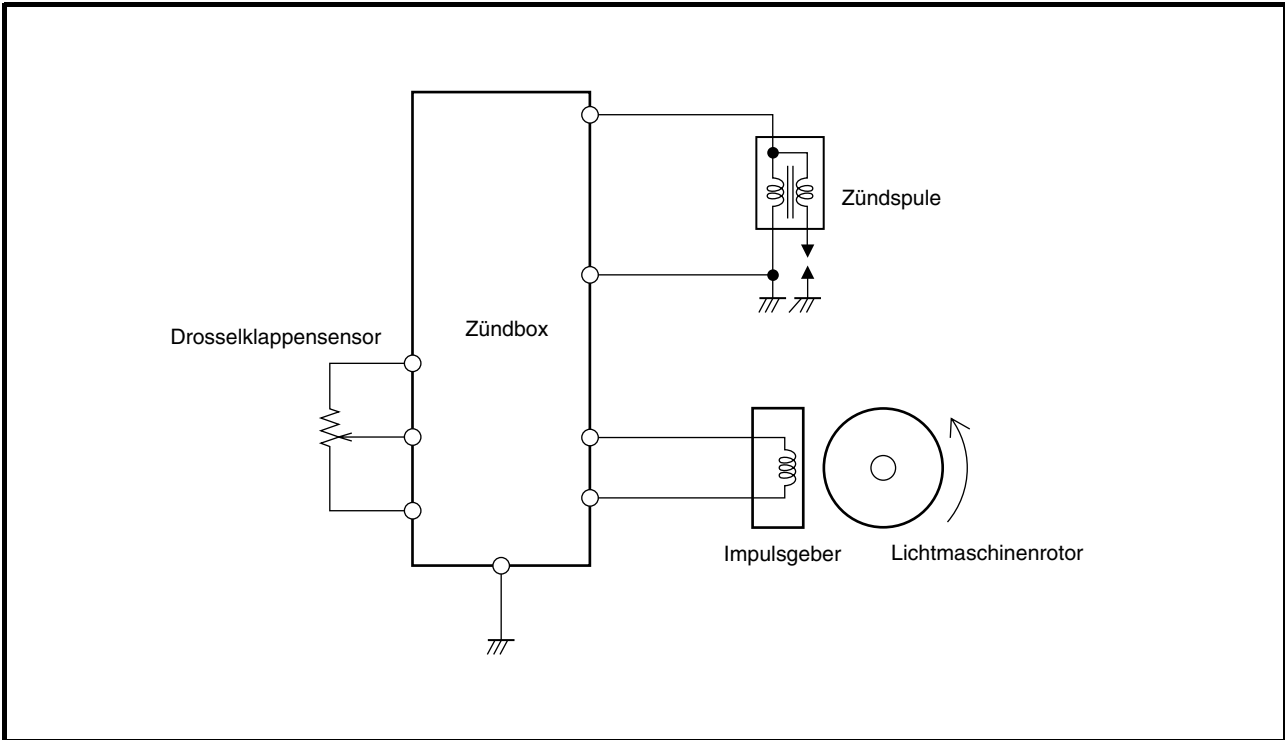 Zündspule
Drosselklappensensor
Zündbox
Impulsgeber
Lichtmaschinenrotor